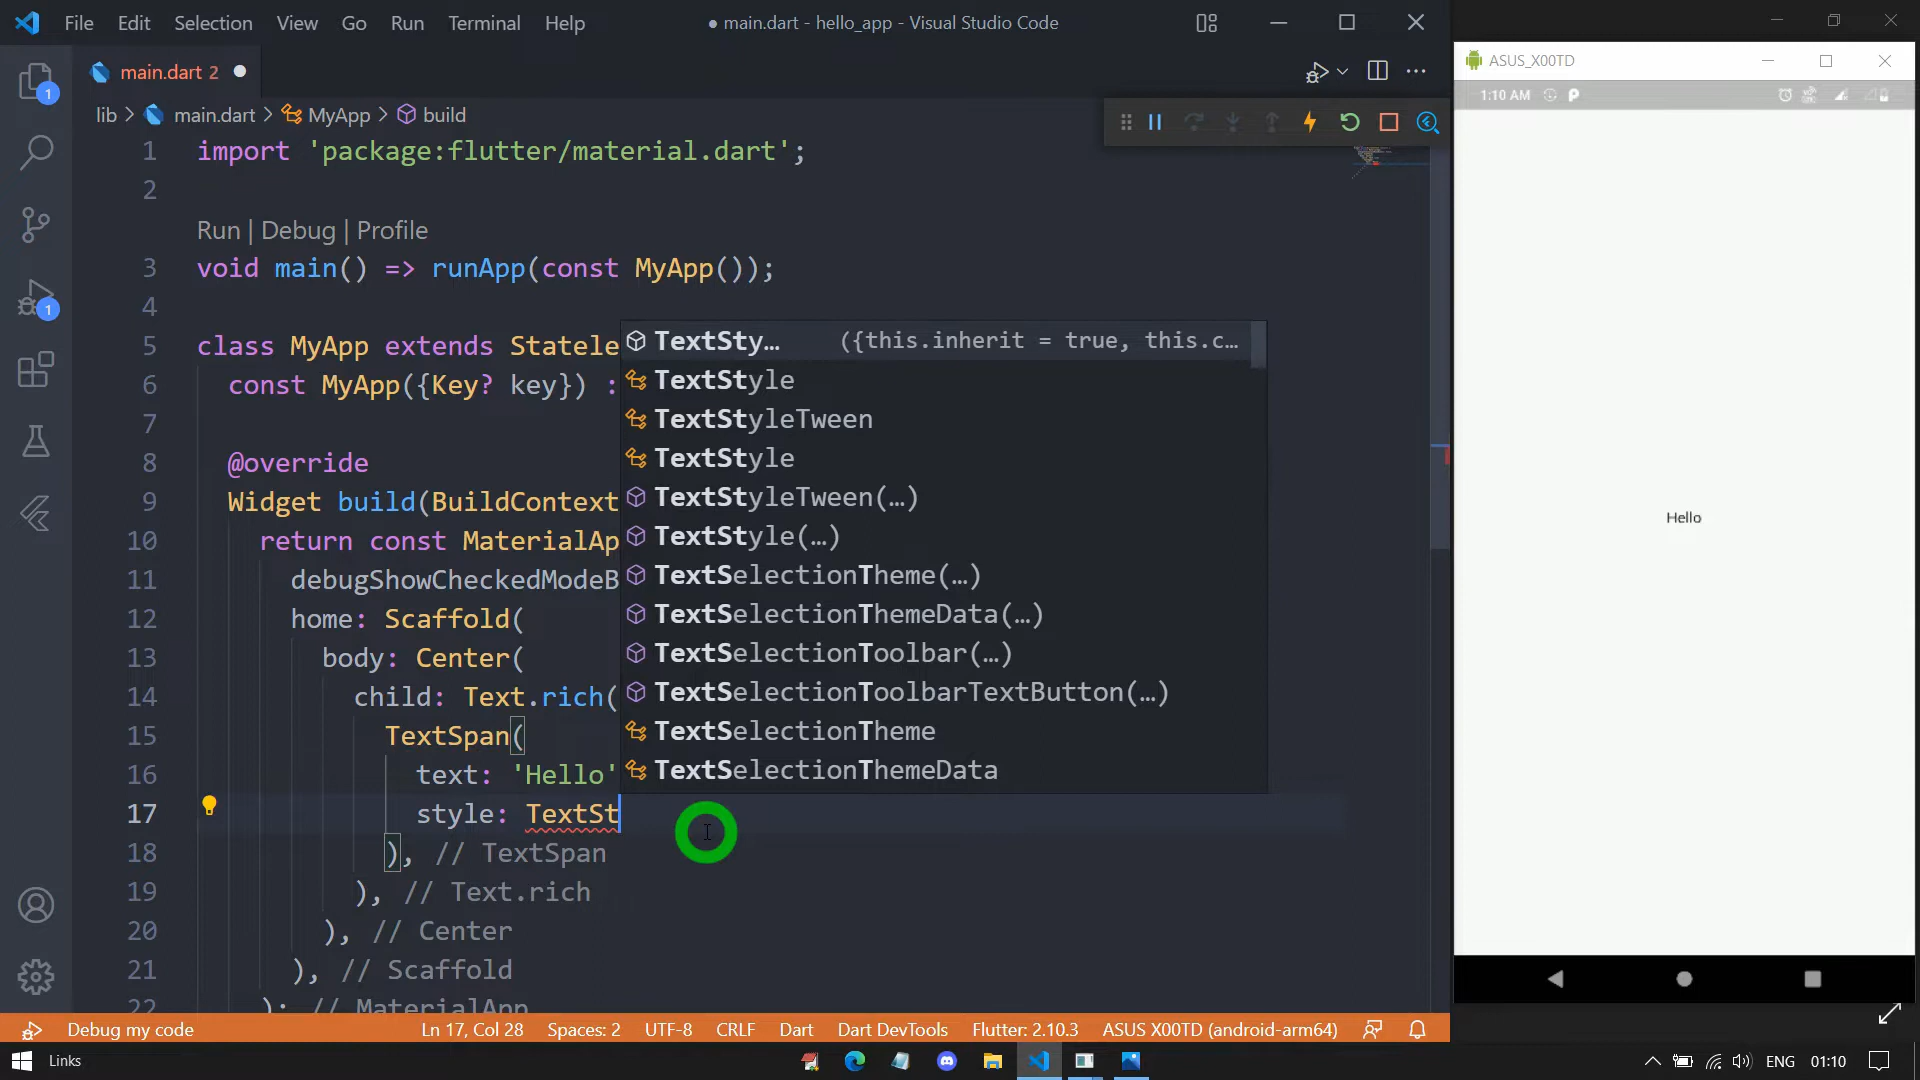 File Edit Selection View Go Run Terminal Help
● main.dart - hello_app - Visual Studio Code
main.dart 2
ASUS_X00TD
1:10 AM
lib > main.dart > MyApp > build
1
1
1 import 'package:flutter/material.dart';
2
Run | Debug | Profile
3 void main() => runApp(const MyApp());
4
5 class MyApp extends Statele
6 const MyApp({Key? key}) :
7
8 @override
9 Widget build(BuildContext
10 return const MaterialAp
11 debugShowCheckedModeB
12 home: Scaffold(
13 body: Center(
14 child: Text.rich(
15 TextSpan(
16 text: 'Hello'
17 style: TextSt
18 ), // TextSpan
19 ), // Text.rich
20 ), // Center
21 ), // Scaffold
22 ); // MaterialApp
TextSty… ({this.inherit = true, this.c…
TextStyle
TextStyleTween
TextStyle
TextStyleTween(…)
TextStyle(…)
TextSelectionTheme(…)
TextSelectionThemeData(…)
TextSelectionToolbar(…)
TextSelectionToolbarTextButton(…)
TextSelectionTheme
TextSelectionThemeData
Hello
Debug my code Ln 17, Col 28 Spaces: 2 UTF-8 CRLF Dart Dart DevTools Flutter: 2.10.3 ASUS X00TD (android-arm64)
Links ENG 01:10